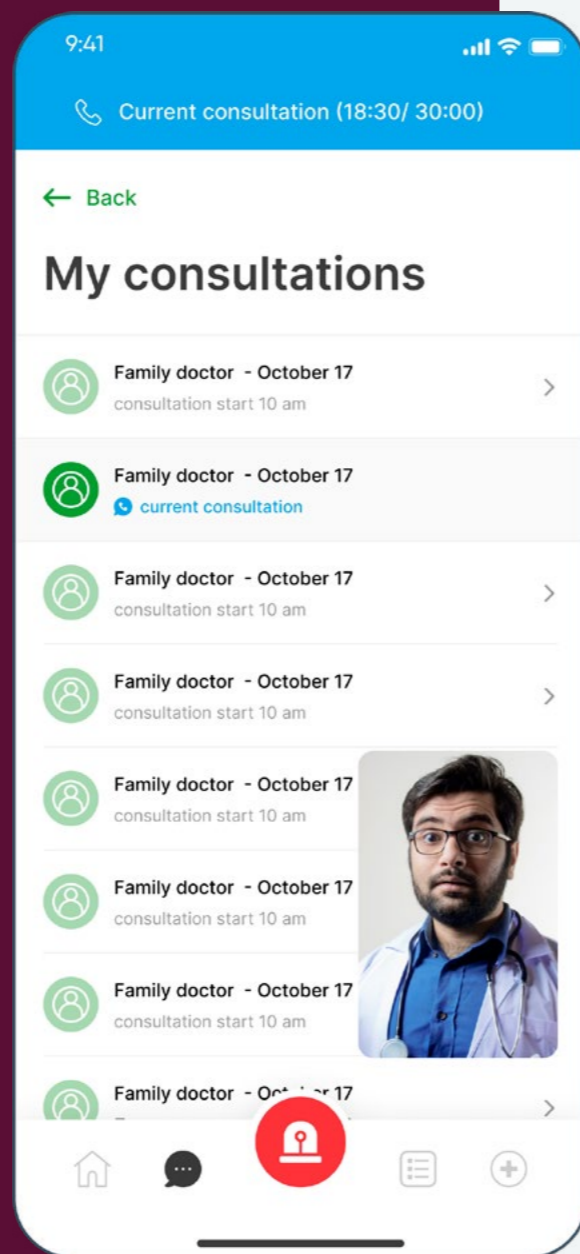 9:41
Current consultation (18:30/ 30:00)
Back
My consultations
Family doctor - October 17
consultation start 10 am
Family doctor - October 17
current consultation
Family doctor - October 17
consultation start 10 am
Family doctor - October 17
consultation start 10 am
Family doctor - October 17
consultation start 10 am
Family doctor - October 17
consultation start 10 am
Family doctor - October 17
consultation start 10 am
Family doctor - 17